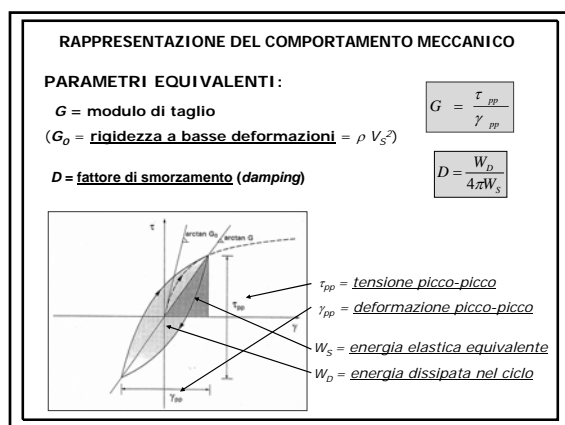 RAPPRESENTAZIONE DEL COMPORTAMENTO MECCANICO
PARAMETRI EQUIVALENTI:
G = modulo di taglio
(G0 = rigidezza a basse deformazioni = ρ VS²)
G = τpp / γpp
D = fattore di smorzamento (damping)
D = WD / 4πWS
τ
arctan G0
arctan G
τpp
γ
γpp
τpp = tensione picco-picco
γpp = deformazione picco-picco
WS = energia elastica equivalente
WD = energia dissipata nel ciclo